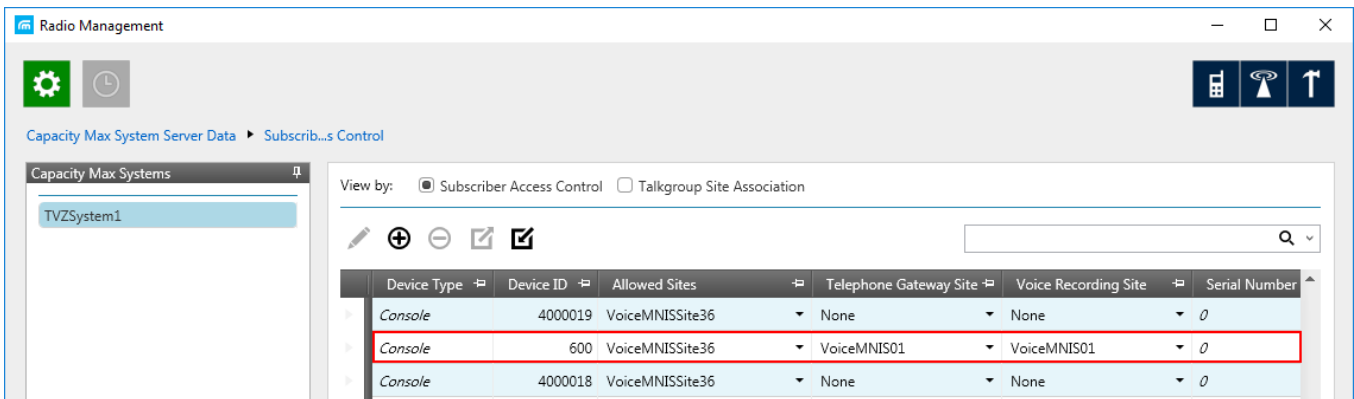 Radio Management
Capacity Max System Server Data Subscrib...s Control
Capacity Max Systems
TVZSystem1
View by: Subscriber Access Control Talkgroup Site Association
Device Type Device ID Allowed Sites Telephone Gateway Site Voice Recording Site Serial Number
Console 4000019 VoiceMNISSite36 None None 0
Console 600 VoiceMNISSite36 VoiceMNIS01 VoiceMNIS01 0
Console 4000018 VoiceMNISSite36 None None 0